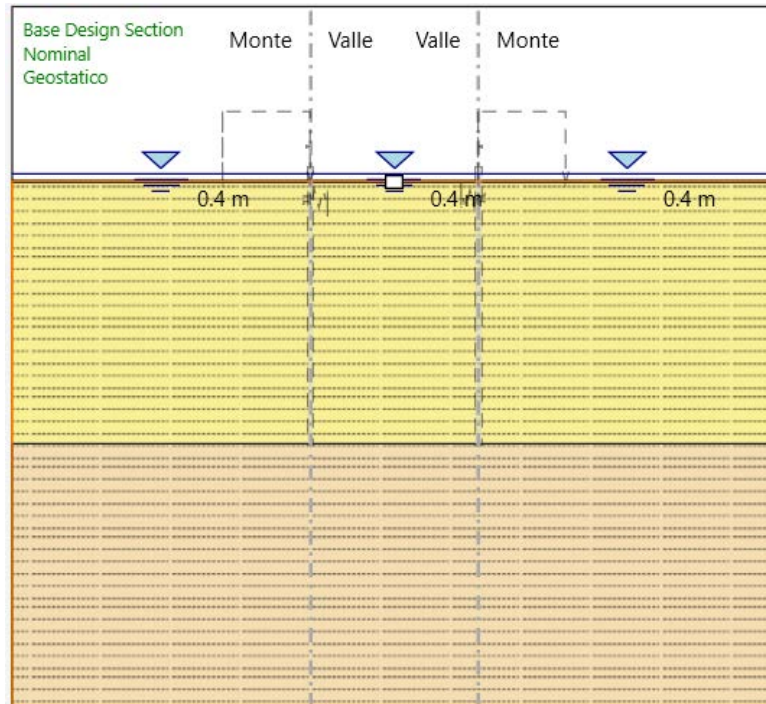 Base Design Section
Nominal
Geostatico
Monte Valle Valle Monte
0.4 m 0.4 m 0.4 m